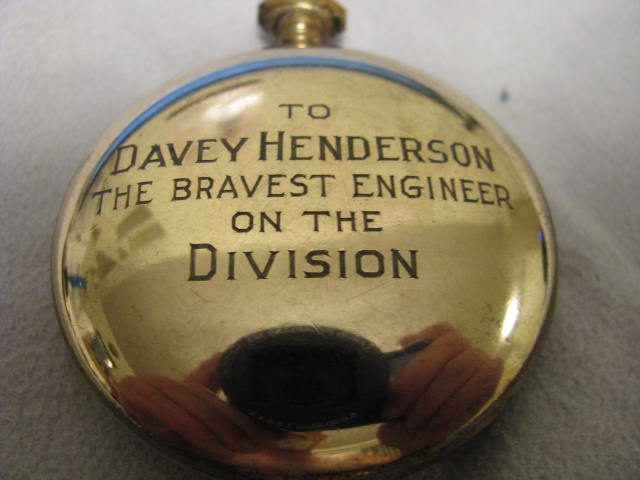 TO
DAVEY HENDERSON
THE BRAVEST ENGINEER
ON THE
DIVISION